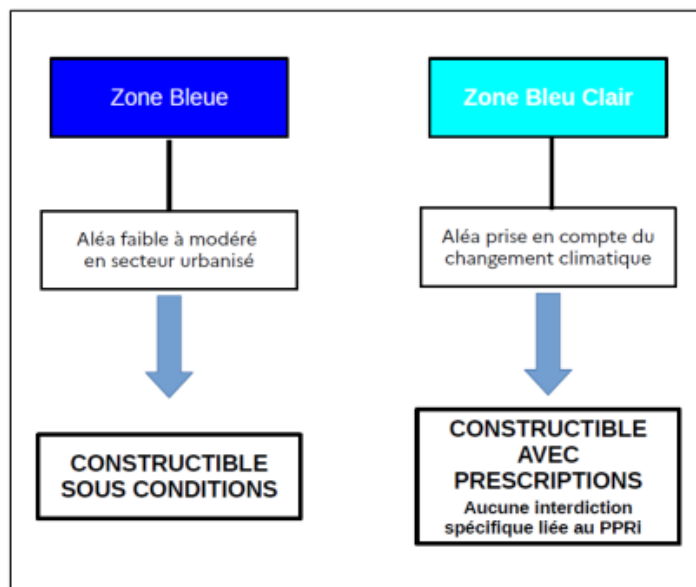 Zone Bleue
Aléa faible à modéré
en secteur urbanisé
CONSTRUCTIBLE
SOUS CONDITIONS
Zone Bleu Clair
Aléa prise en compte du
changement climatique
CONSTRUCTIBLE
AVEC
PRESCRIPTIONS
Aucune interdiction
spécifique liée au PPRi